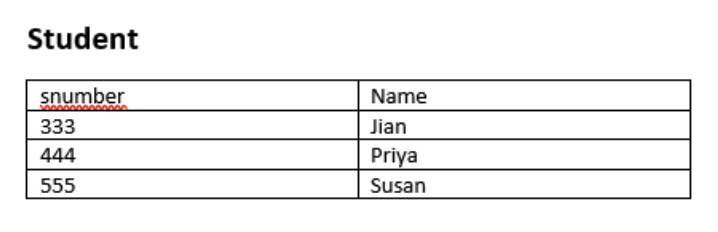 Student
snumber Name
333 Jian
444 Priya
555 Susan